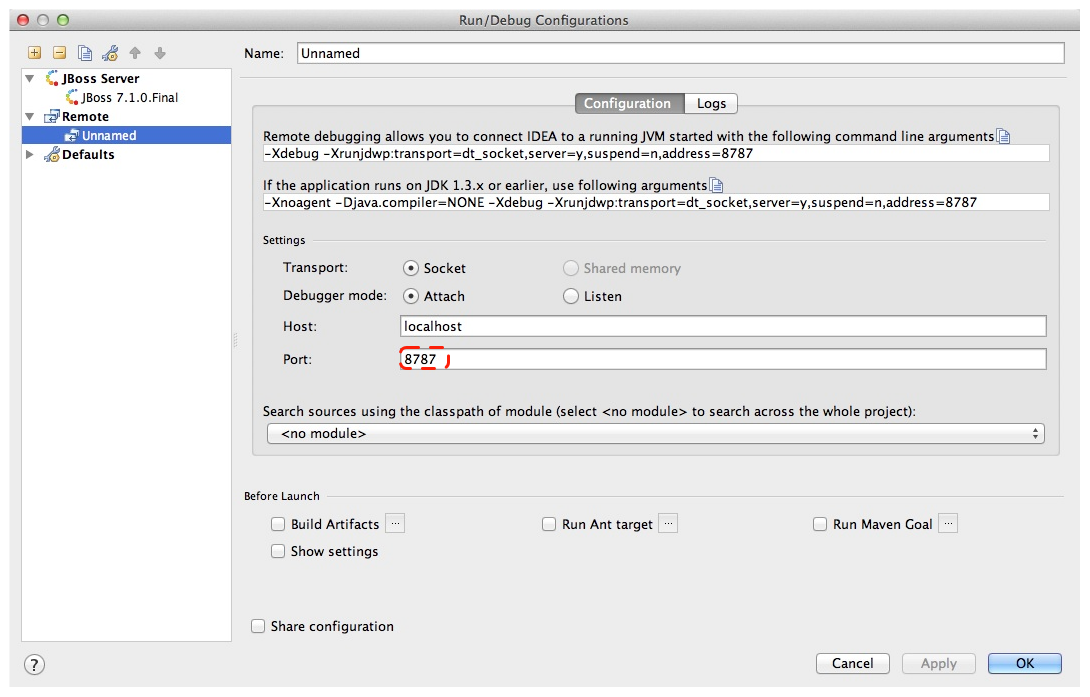 Run/Debug Configurations
Name: Unnamed
JBoss Server
JBoss 7.1.0.Final
Remote
Unnamed
Defaults
Configuration Logs
Remote debugging allows you to connect IDEA to a running JVM started with the following command line arguments
-Xdebug -Xrunjdwp:transport=dt_socket,server=y,suspend=n,address=8787
If the application runs on JDK 1.3.x or earlier, use following arguments
-Xnoagent -Djava.compiler=NONE -Xdebug -Xrunjdwp:transport=dt_socket,server=y,suspend=n,address=8787
Settings
Transport: Socket Shared memory
Debugger mode: Attach Listen
Host: localhost
Port: 8787
Search sources using the classpath of module (select <no module> to search across the whole project):
<no module>
Before Launch
Build Artifacts ... Run Ant target ... Run Maven Goal ...
Show settings
Share configuration
? Cancel Apply OK